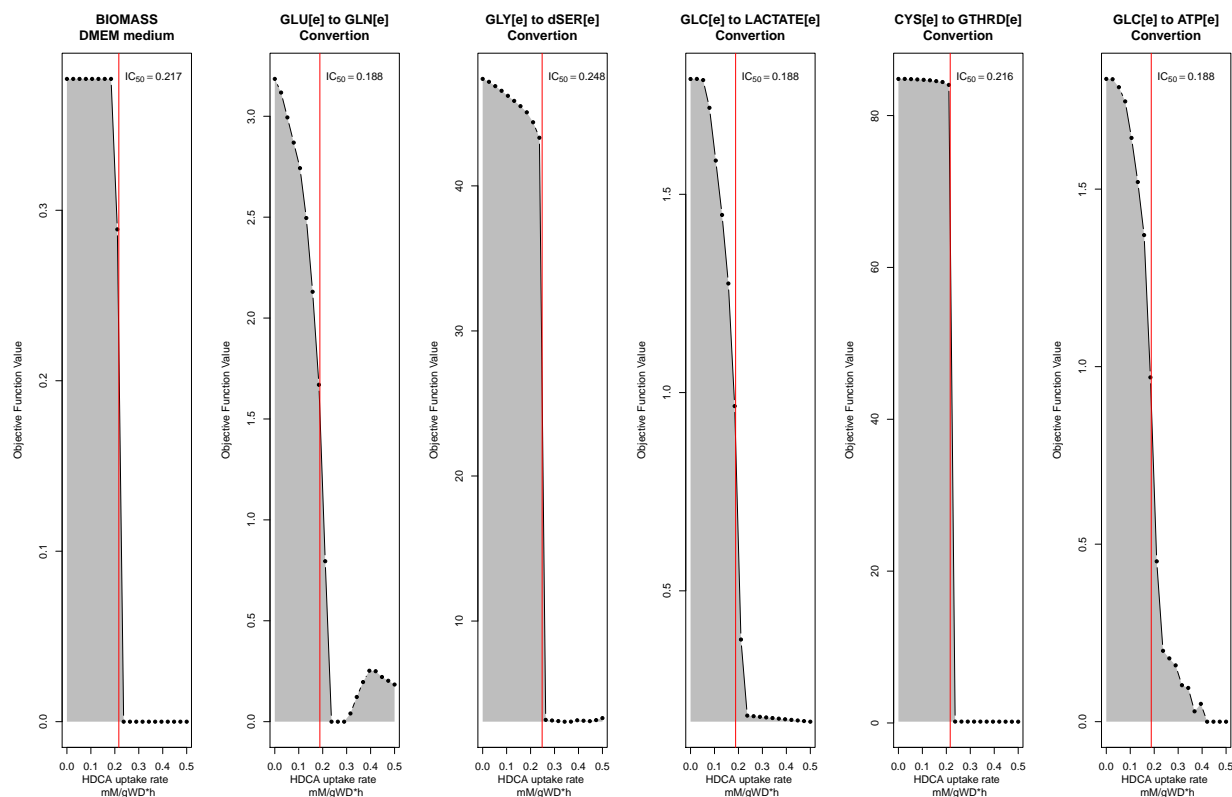 BIOMASS
DMEM medium
IC50 = 0.217
Objective Function Value
0.0
0.1
0.2
0.3
0.0 0.1 0.2 0.3 0.4 0.5
HDCA uptake rate
mM/gWD*h
GLU[e] to GLN[e]
Convertion
IC50 = 0.188
Objective Function Value
0.0
0.5
1.0
1.5
2.0
2.5
3.0
0.0 0.1 0.2 0.3 0.4 0.5
HDCA uptake rate
mM/gWD*h
GLY[e] to dSER[e]
Convertion
IC50 = 0.248
Objective Function Value
10
20
30
40
0.0 0.1 0.2 0.3 0.4 0.5
HDCA uptake rate
mM/gWD*h
GLC[e] to LACTATE[e]
Convertion
IC50 = 0.188
Objective Function Value
0.5
1.0
1.5
0.0 0.1 0.2 0.3 0.4 0.5
HDCA uptake rate
mM/gWD*h
CYS[e] to GTHRD[e]
Convertion
IC50 = 0.216
Objective Function Value
0
20
40
60
80
0.0 0.1 0.2 0.3 0.4 0.5
HDCA uptake rate
mM/gWD*h
GLC[e] to ATP[e]
Convertion
IC50 = 0.188
Objective Function Value
0.0
0.5
1.0
1.5
0.0 0.1 0.2 0.3 0.4 0.5
HDCA uptake rate
mM/gWD*h